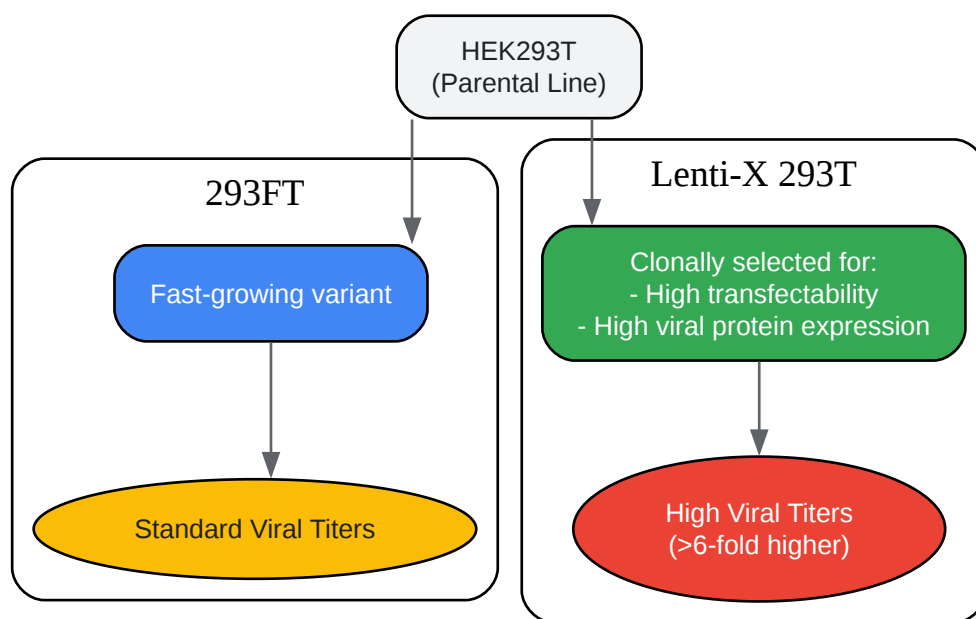 HEK293T
(Parental Line)
293FT
Fast-growing variant
Standard Viral Titers
Lenti-X 293T
Clonally selected for:
- High transfectability
- High viral protein expression
High Viral Titers
(>6-fold higher)